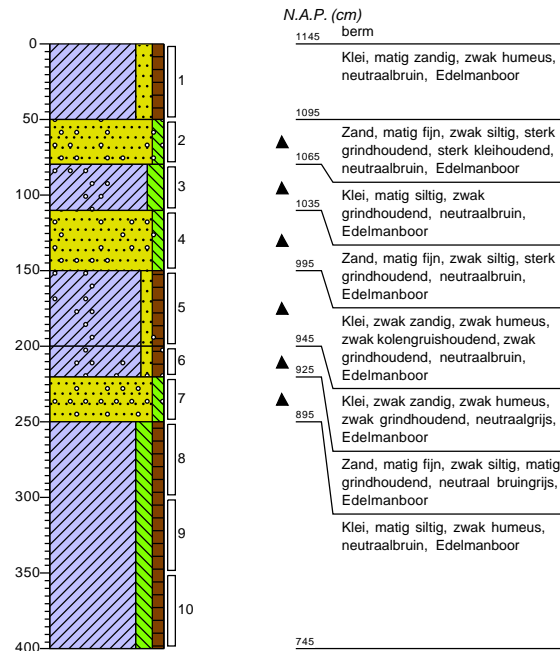 N.A.P. (cm)
berm
0
1145
Klei, matig zandig, zwak humeus,
neutraalbruin, Edelmanboor
1
50
1095
Zand, matig fijn, zwak siltig, sterk
grindhoudend, sterk kleihoudend,
neutraalbruin, Edelmanboor
2
1065
3
Klei, matig siltig, zwak
grindhoudend, neutraalbruin,
Edelmanboor
100
1035
4
Zand, matig fijn, zwak siltig, sterk
grindhoudend, neutraalbruin,
Edelmanboor
150
995
5
Klei, zwak zandig, zwak humeus,
zwak kolengruishoudend, zwak
grindhoudend, neutraalbruin,
Edelmanboor
200
945
6
925
Klei, zwak zandig, zwak humeus,
zwak grindhoudend, neutraalgrijs,
Edelmanboor
7
250
895
8
Zand, matig fijn, zwak siltig, matig
grindhoudend, neutraal bruingrijs,
Edelmanboor
300
9
Klei, matig siltig, zwak humeus,
neutraalbruin, Edelmanboor
350
10
400
745